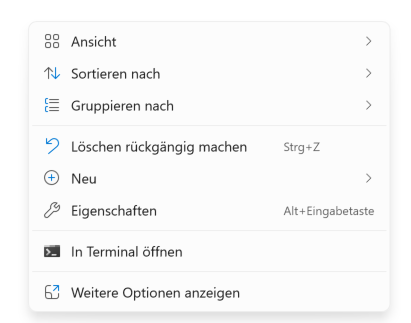 Ansicht
Sortieren nach
Gruppieren nach
Löschen rückgängig machen Strg+Z
Neu
Eigenschaften Alt+Eingabetaste
In Terminal öffnen
Weitere Optionen anzeigen